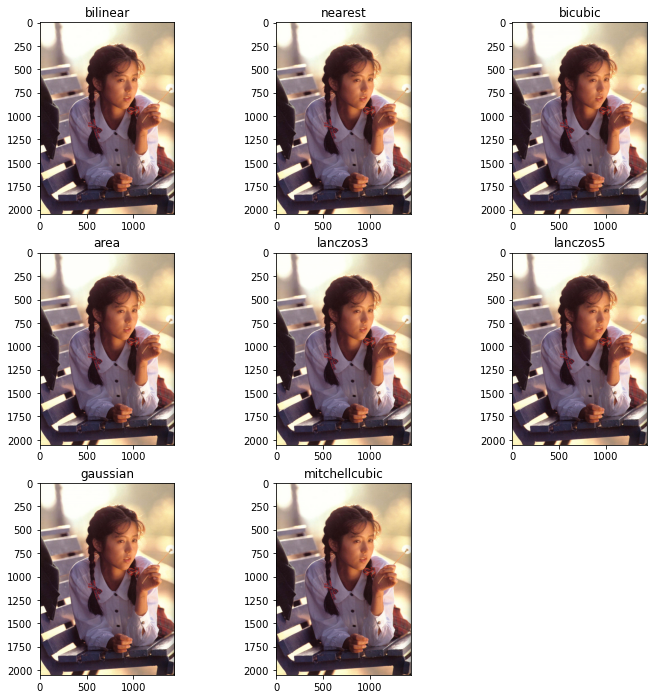 bilinear nearest bicubic
0 0 0
250 250 250
500 500 500
750 750 750
1000 1000 1000
1250 1250 1250
1500 1500 1500
1750 1750 1750
2000 2000 2000
0 500 1000 0 500 1000 0 500 1000
area lanczos3 lanczos5
0 0 0
250 250 250
500 500 500
750 750 750
1000 1000 1000
1250 1250 1250
1500 1500 1500
1750 1750 1750
2000 2000 2000
0 500 1000 0 500 1000 0 500 1000
gaussian mitchellcubic
0 0
250 250
500 500
750 750
1000 1000
1250 1250
1500 1500
1750 1750
2000 2000
0 500 1000 0 500 1000